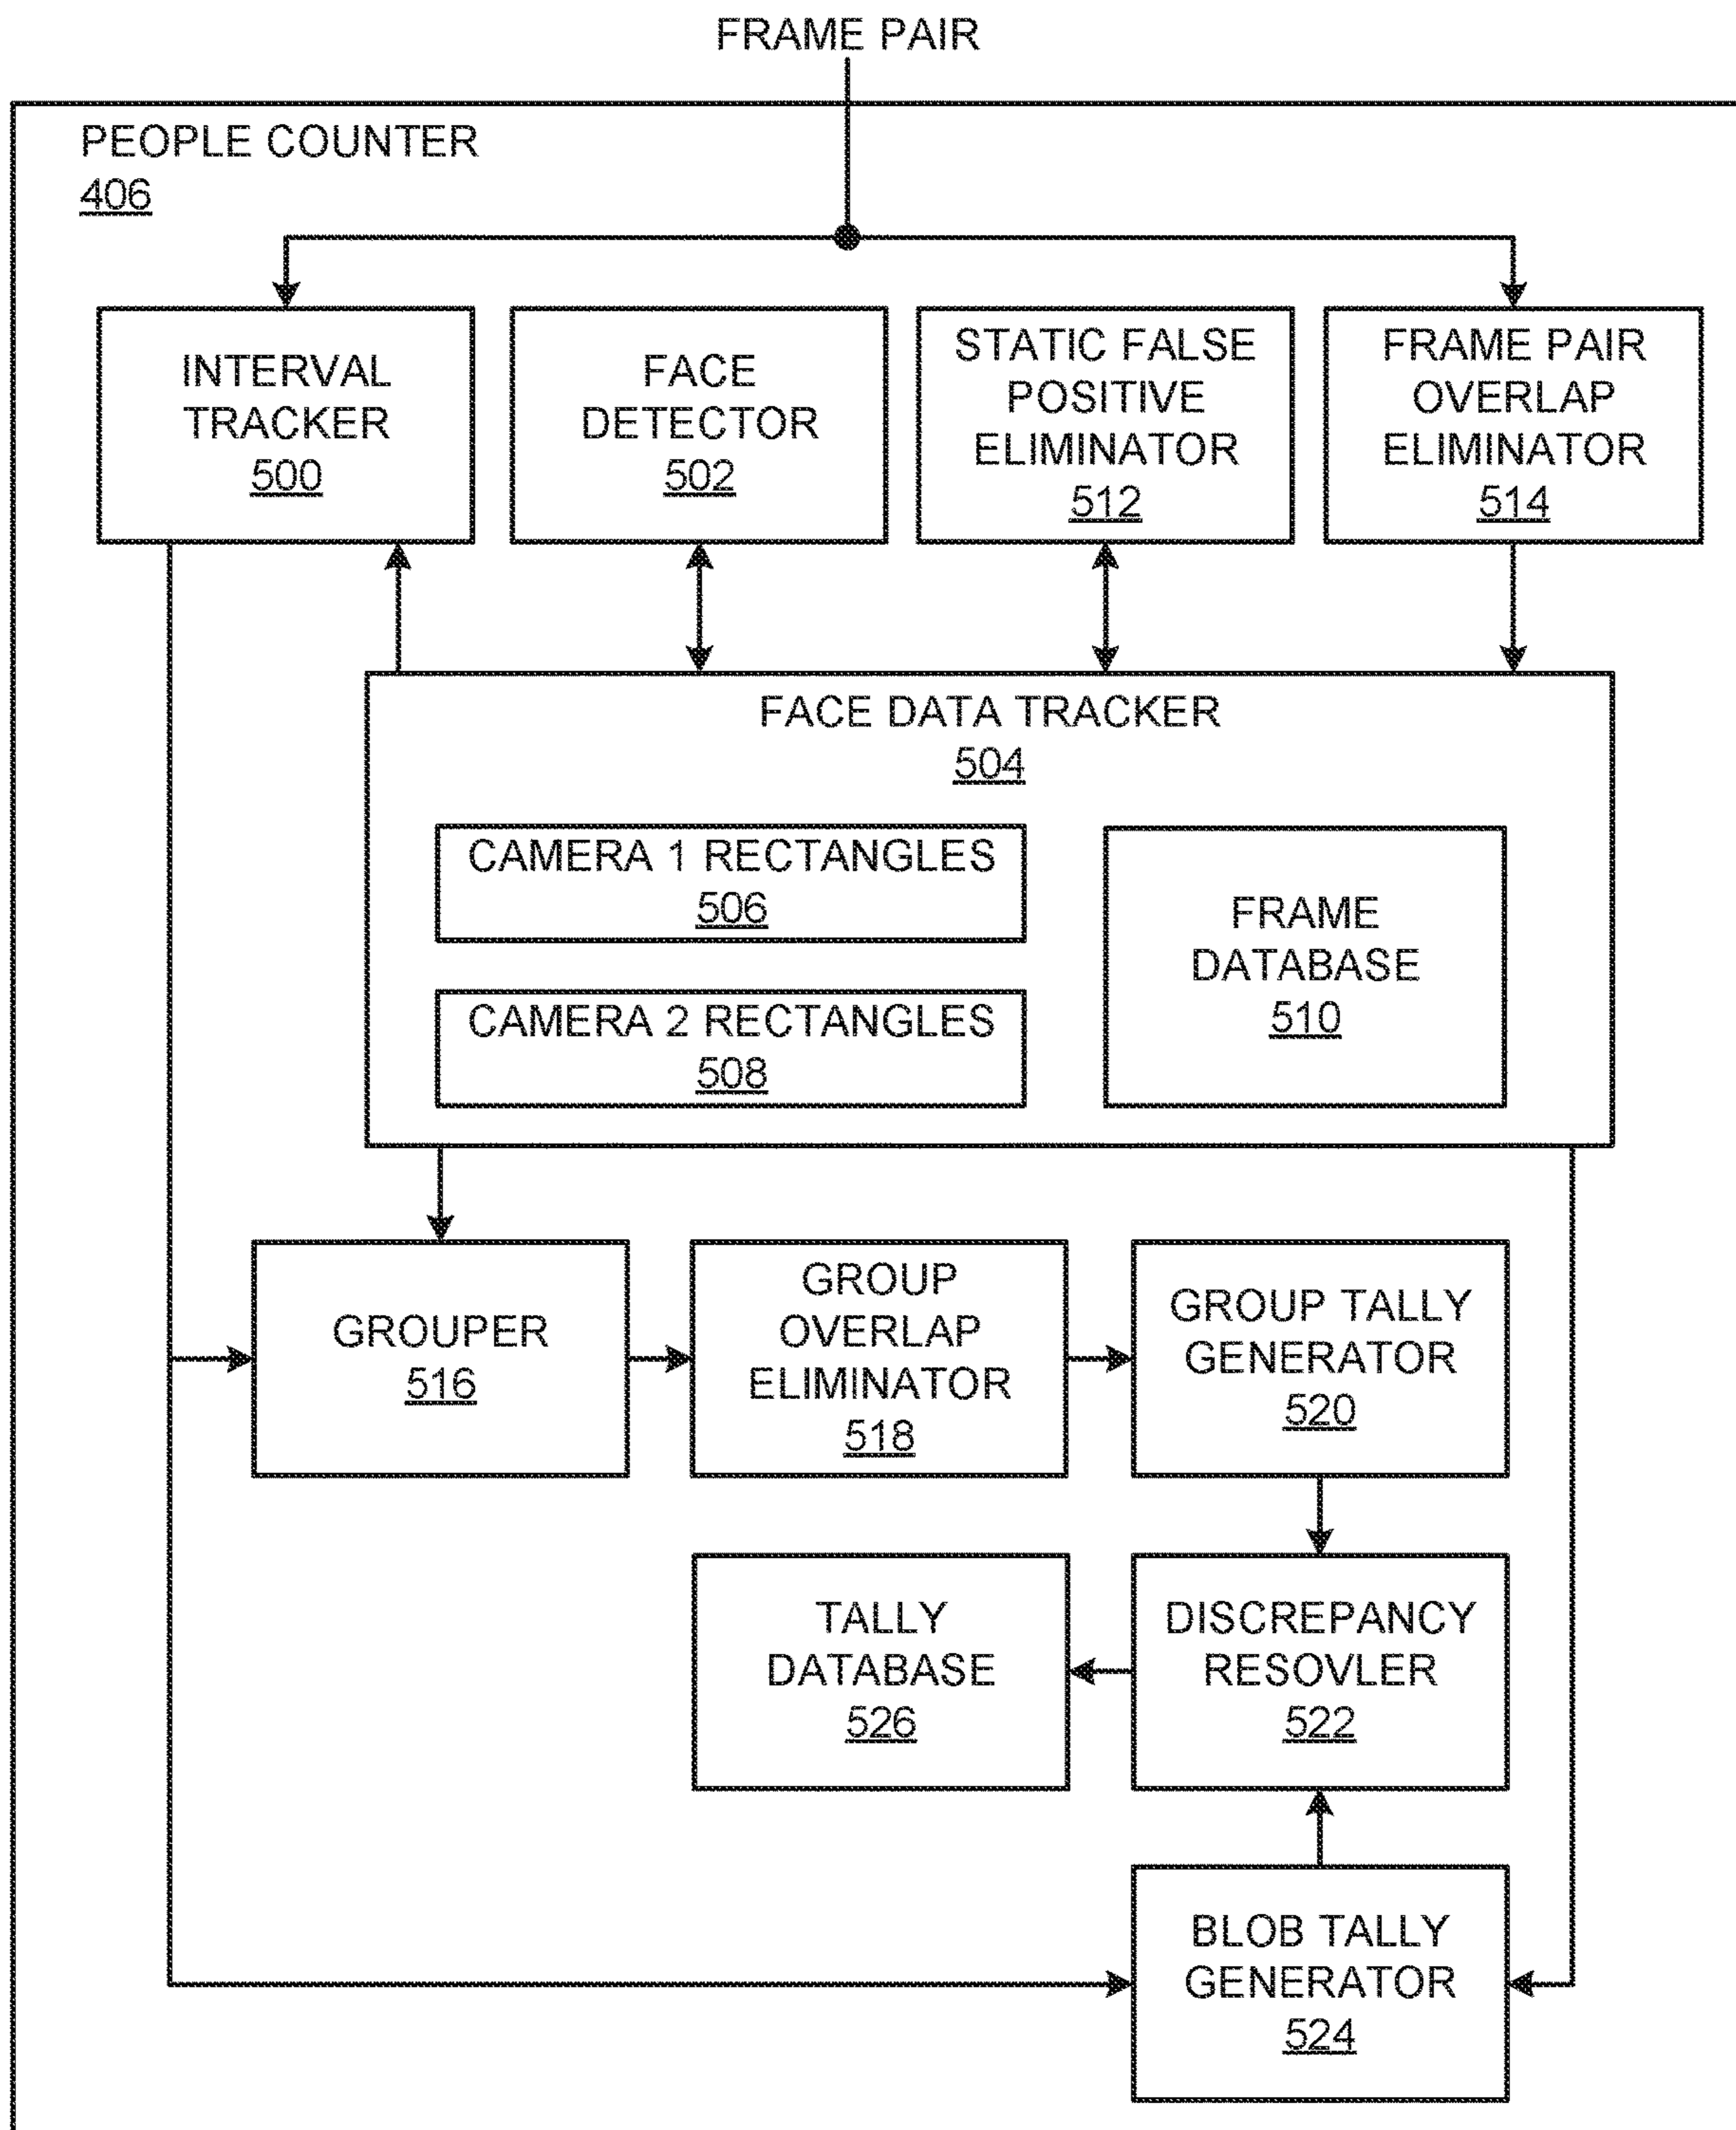 FRAME PAIR
PEOPLE COUNTER
406
INTERVAL
TRACKER
500
FACE
DETECTOR
502
STATIC FALSE
POSITIVE
ELIMINATOR
512
FRAME PAIR
OVERLAP
ELIMINATOR
514
FACE DATA TRACKER
504
CAMERA 1 RECTANGLES
506
CAMERA 2 RECTANGLES
508
FRAME
DATABASE
510
GROUPER
516
GROUP
OVERLAP
ELIMINATOR
518
GROUP TALLY
GENERATOR
520
TALLY
DATABASE
526
DISCREPANCY
RESOVLER
522
BLOB TALLY
GENERATOR
524